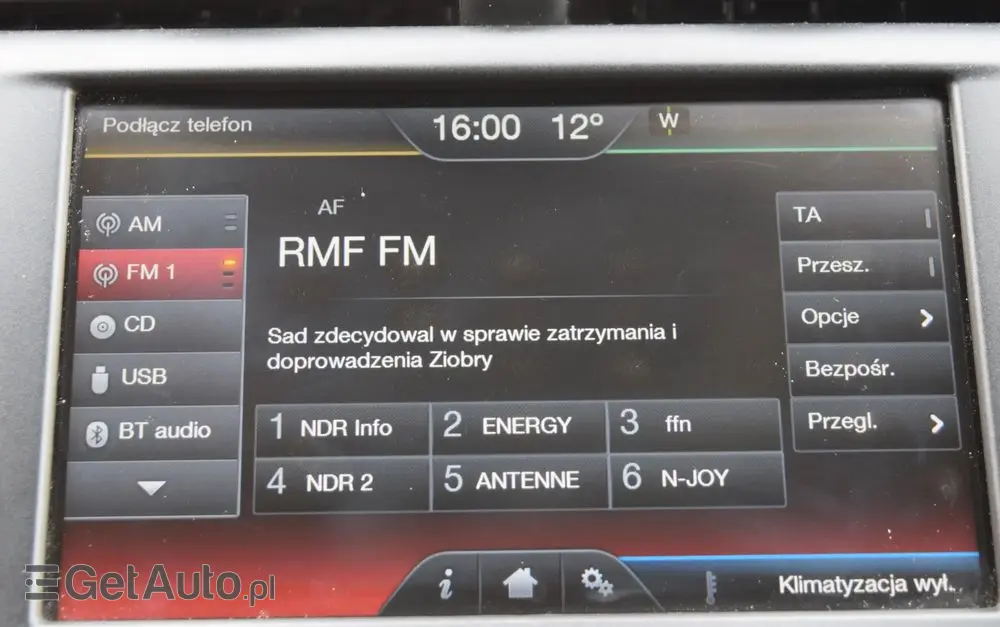 Podłącz telefon
16:00 12° W
AM
FM 1
CD
USB
BT audio
AF
RMF FM
Sad zdecydowal w sprawie zatrzymania i
doprowadzenia Ziobry
1 NDR Info
2 ENERGY
3 ffn
4 NDR 2
5 ANTENNE
6 N-JOY
TA
Przesz.
Opcje
Bezpośr.
Przegl.
i
Klimatyzacja wył.
GetAuto.pl